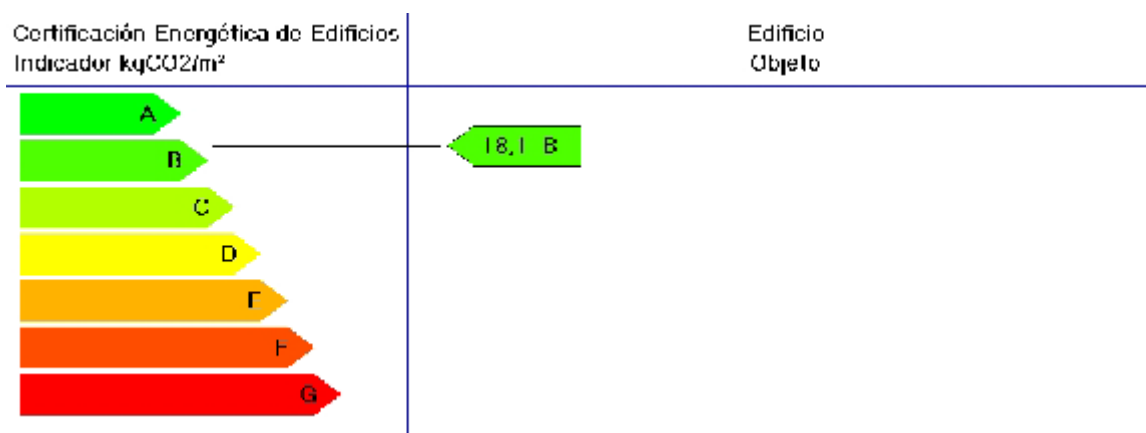 Certificación Energética de Edificios
Indicador kgCO2/m²
Edificio
Objeto
A
B
18,1 B
C
D
E
F
G